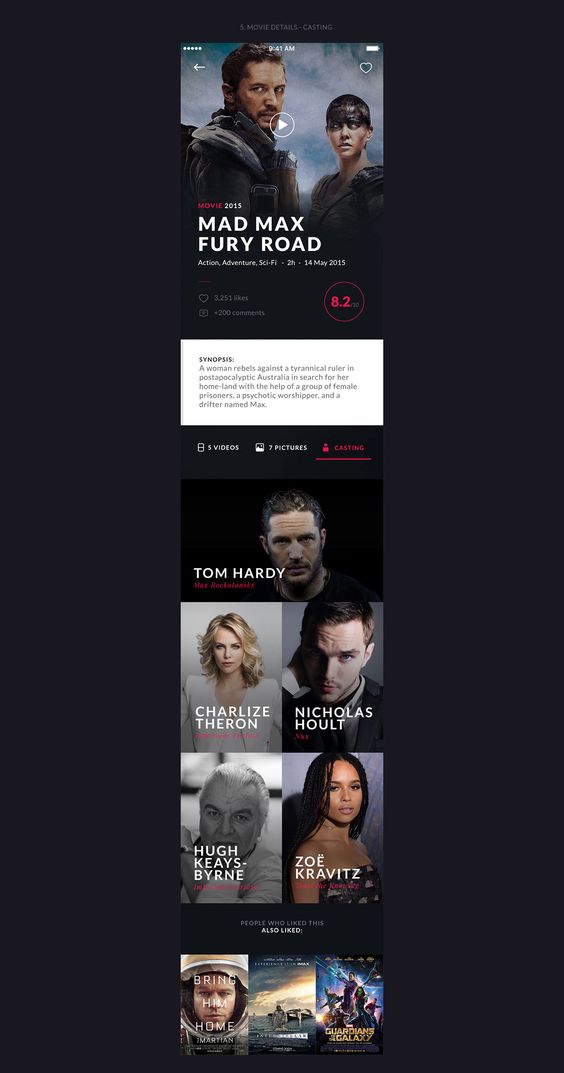 5. MOVIE DETAILS - CASTING
9:41 AM
MOVIE 2015
MAD MAX
FURY ROAD
Action, Adventure, Sci-Fi - 2h - 14 May 2015
3.251 likes
8.2/10
+200 comments
SYNOPSIS:
A woman rebels against a tyrannical ruler in
postapocalyptic Australia in search for her
home-land with the help of a group of female
prisoners, a psychotic worshipper, and a
drifter named Max.
5 VIDEOS
7 PICTURES
CASTING
TOM HARDY
Max Rockatansky
CHARLIZE
THERON
NICHOLAS
HOULT
Nux
HUGH
KEAYS-
BYRNE
ZOË
KRAVITZ
PEOPLE WHO LIKED THIS
ALSO LIKED:
BRING
HIM
HOME
MARTIAN
EXPERIENCE IT IN IMAX
INTERSTELLAR
GUARDIANS
OF THE
GALAXY